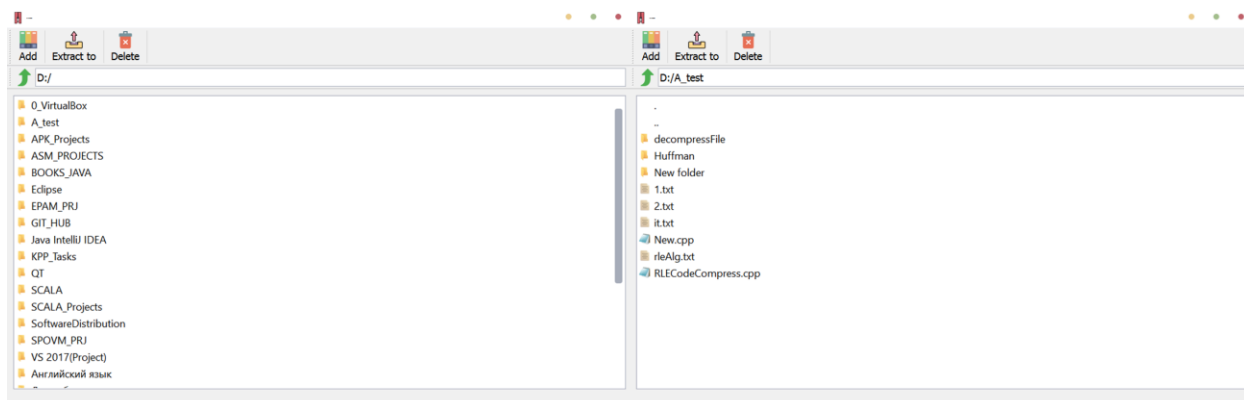 Add Extract to Delete
D:/
0_VirtualBox
A_test
APK_Projects
ASM_PROJECTS
BOOKS_JAVA
Eclipse
EPAM_PRJ
GIT_HUB
Java IntelliJ IDEA
KPP_Tasks
QT
SCALA
SCALA_Projects
SoftwareDistribution
SPOVM_PRJ
VS 2017(Project)
Английский язык
Add Extract to Delete
D:/A_test
.
..
decompressFile
Huffman
New folder
1.txt
2.txt
it.txt
New.cpp
rleAlg.txt
RLECodeCompress.cpp